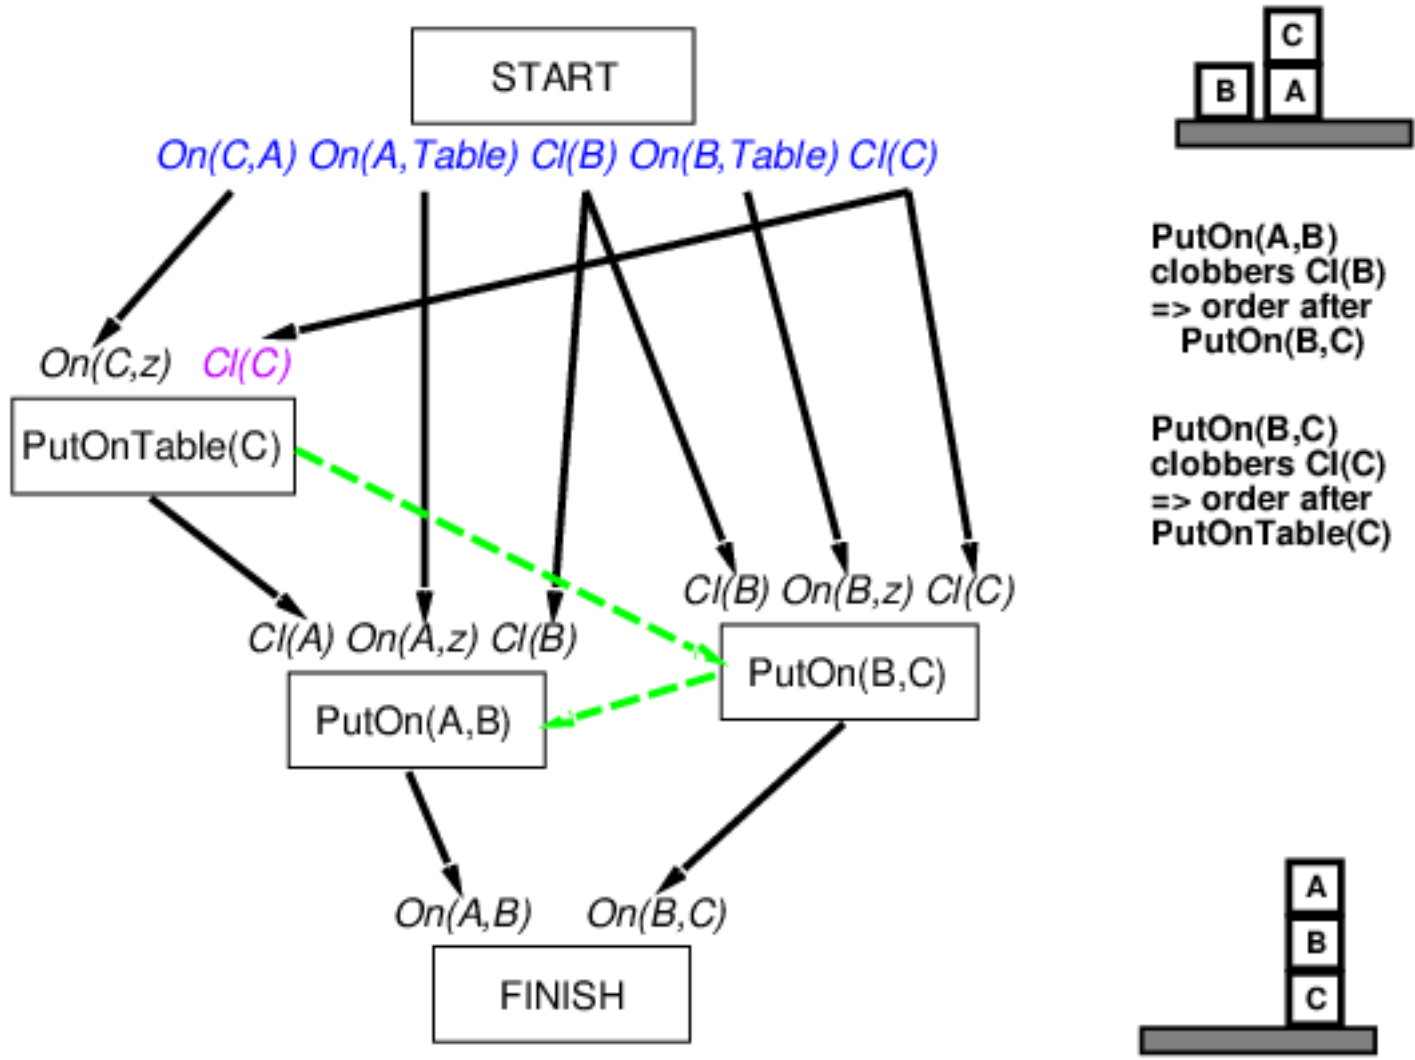 START
On(C,A) On(A,Table) Cl(B) On(B,Table) Cl(C)
On(C,z) Cl(C)
PutOnTable(C)
Cl(A) On(A,z) Cl(B)
PutOn(A,B)
Cl(B) On(B,z) Cl(C)
PutOn(B,C)
On(A,B) On(B,C)
FINISH
C
B A
PutOn(A,B)
clobbers Cl(B)
=> order after
PutOn(B,C)
PutOn(B,C)
clobbers Cl(C)
=> order after
PutOnTable(C)
A
B
C